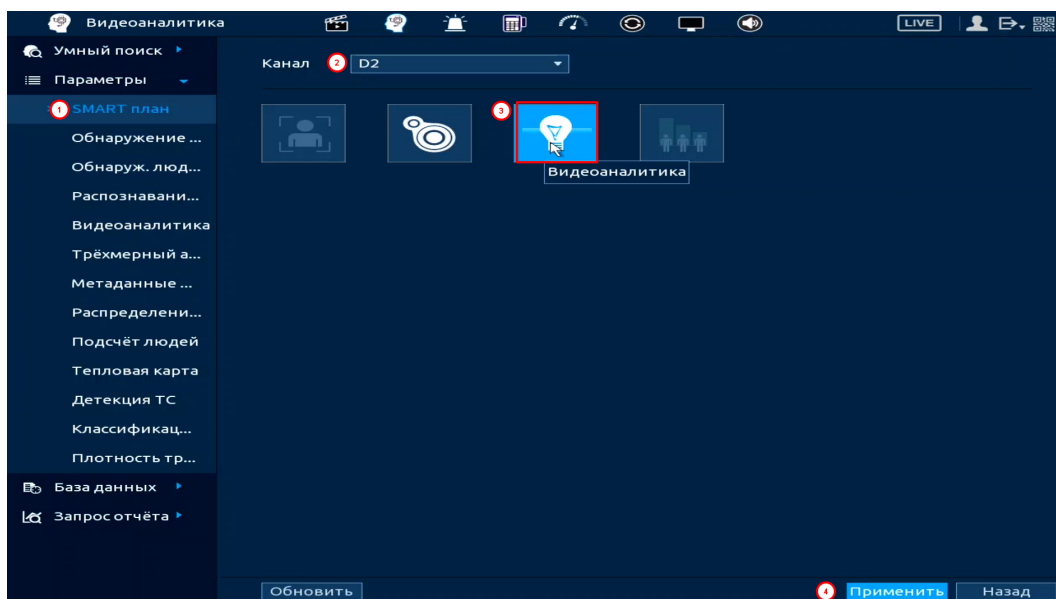 Видеоаналитика
LIVE
Умный поиск
Параметры
1 SMART план
Обнаружение ...
Обнаруж. люд...
Распознавани...
Видеоаналитика
Трёхмерный а...
Метаданные ...
Распределени...
Подсчёт людей
Тепловая карта
Детекция ТС
Классификац...
Плотность тр...
База данных
Запрос отчёта
Канал 2 D2
3
Видеоаналитика
Обновить 4 Применить Назад